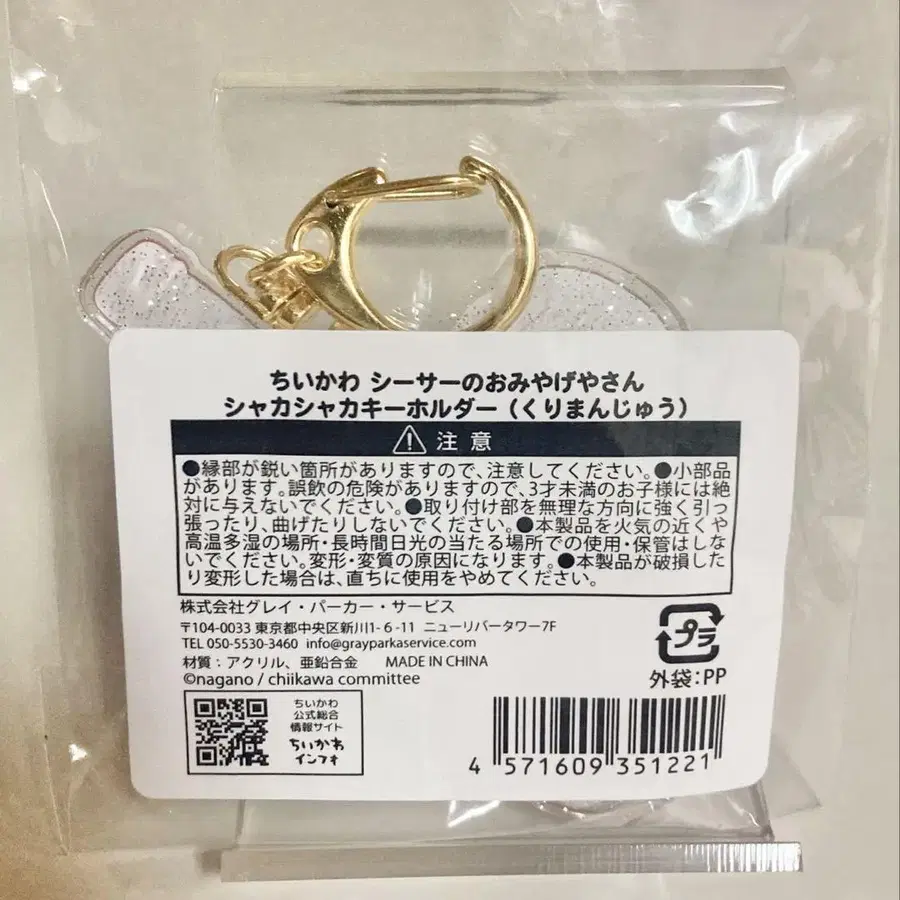 ちいかわ シーサーのおみやげやさん
シャカシャカキーホルダー（くりまんじゅう）
注意
●縁部が鋭い箇所がありますので、注意してください。●小部品
があります。誤飲の危険がありますので、3才未満のお子様には絶
対に与えないでください。●取り付け部を無理な方向に強く引っ
張ったり、曲げたりしないでください。●本製品を火気の近くや
高温多湿の場所・長時間日光の当たる場所での使用・保管はしな
いでください。変形・変質の原因になります。●本製品が破損した
り変形した場合は、直ちに使用をやめてください。
株式会社グレイ・パーカー・サービス
〒104-0033 東京都中央区新川1-6-11 ニューリバータワー7F
TEL 050-5530-3460 info@grayparkaservice.com
材質：アクリル、亜鉛合金 MADE IN CHINA
©nagano / chiikawa committee
プラ
外袋：PP
ちいかわ
公式総合
情報サイト
ちいかわ
インフォ
4 571609 351221